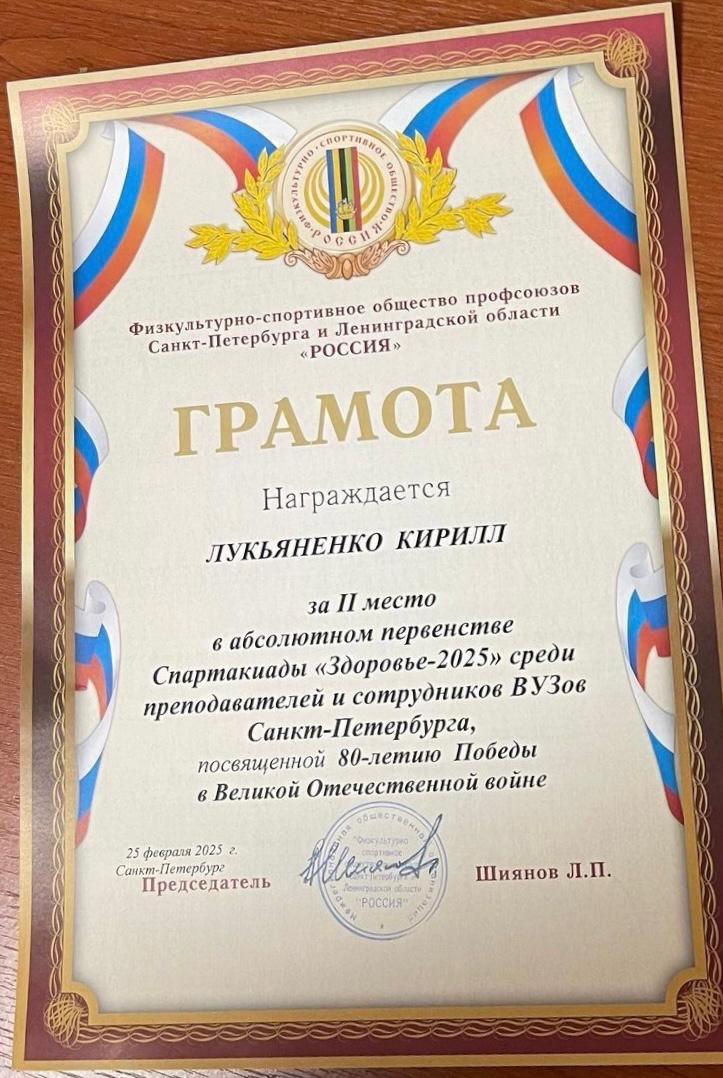 ФИЗКУЛЬТУРНО·СПОРТИВНОЕ ОБЩЕСТВО
РОССИЯ
Физкультурно-спортивное общество профсоюзов
Санкт-Петербурга и Ленинградской области
«РОССИЯ»
ГРАМОТА
Награждается
ЛУКЬЯНЕНКО КИРИЛЛ
за II место
в абсолютном первенстве
Спартакиады «Здоровье-2025» среди
преподавателей и сотрудников ВУЗов
Санкт-Петербурга,
посвященной 80-летию Победы
в Великой Отечественной войне
25 февраля 2025 г.
Санкт-Петербург
Председатель
Шиянов Л.П.
"Физкультурно
спортивное
Ленинградской области
"РОССИЯ"